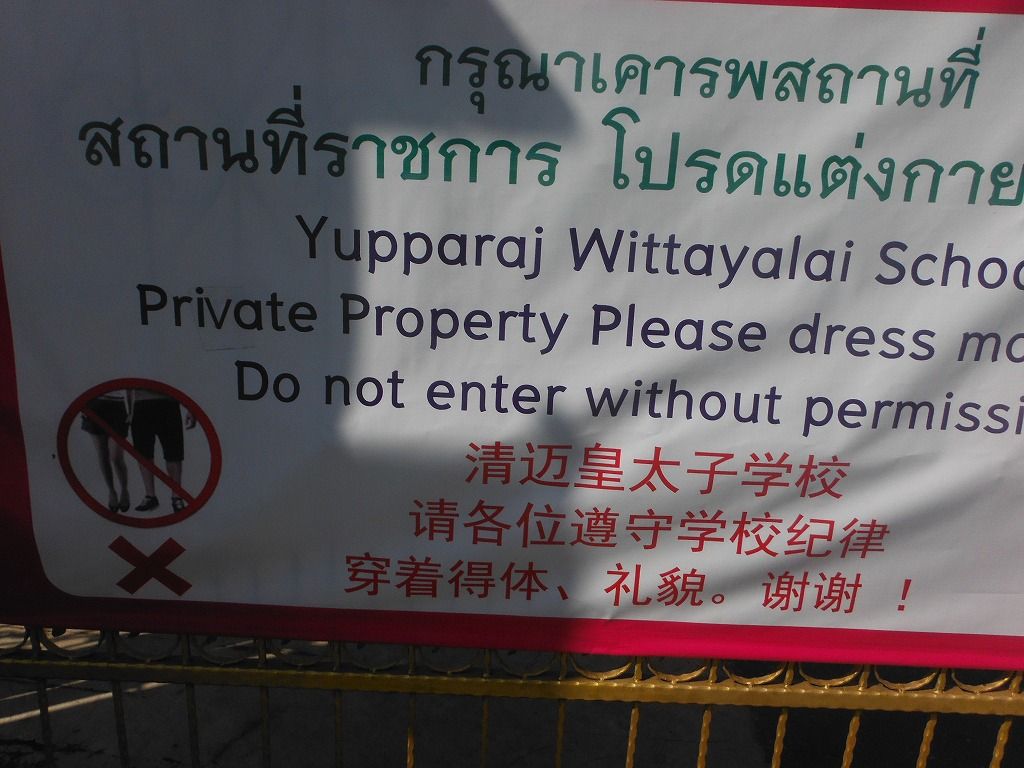 กรุณาเคารพสถานที่
สถานที่ราชการ โปรดแต่งกาย
Yupparaj Wittayalai
Private Property Please dress
Do not enter without
清迈皇太子学校
请各位遵守学校纪律
穿着得体、礼貌。谢谢 !